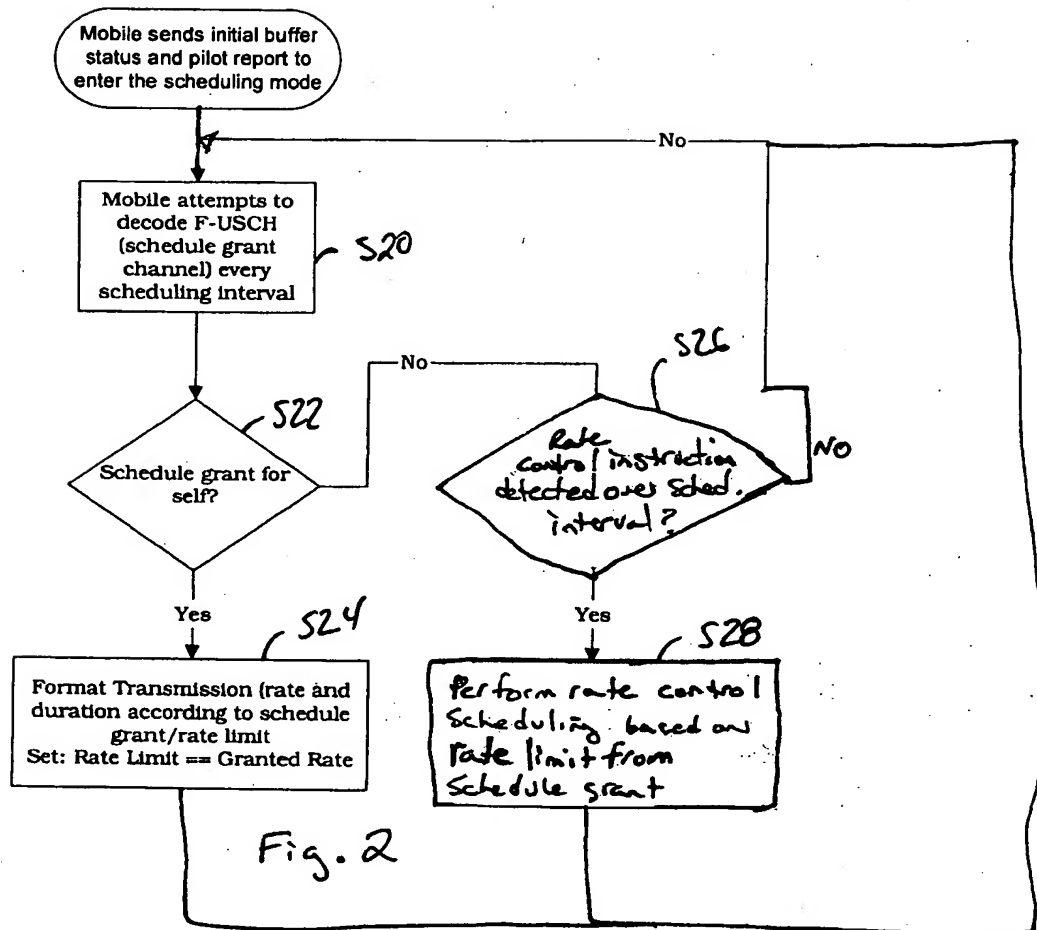 Mobile sends initial buffer
status and pilot report to
enter the scheduling mode
No
Mobile attempts to
decode F-USCH
(schedule grant
channel) every
scheduling interval
S20
No
S26
S22
Schedule grant for
self?
Rate
control instruction
detected over Sched.
interval?
NO
Yes
S24
Yes
S28
Format Transmission (rate and
duration according to schedule
grant/rate limit
Set: Rate Limit == Granted Rate
Perform rate control
Scheduling based on
rate limit from
Schedule grant
Fig. 2